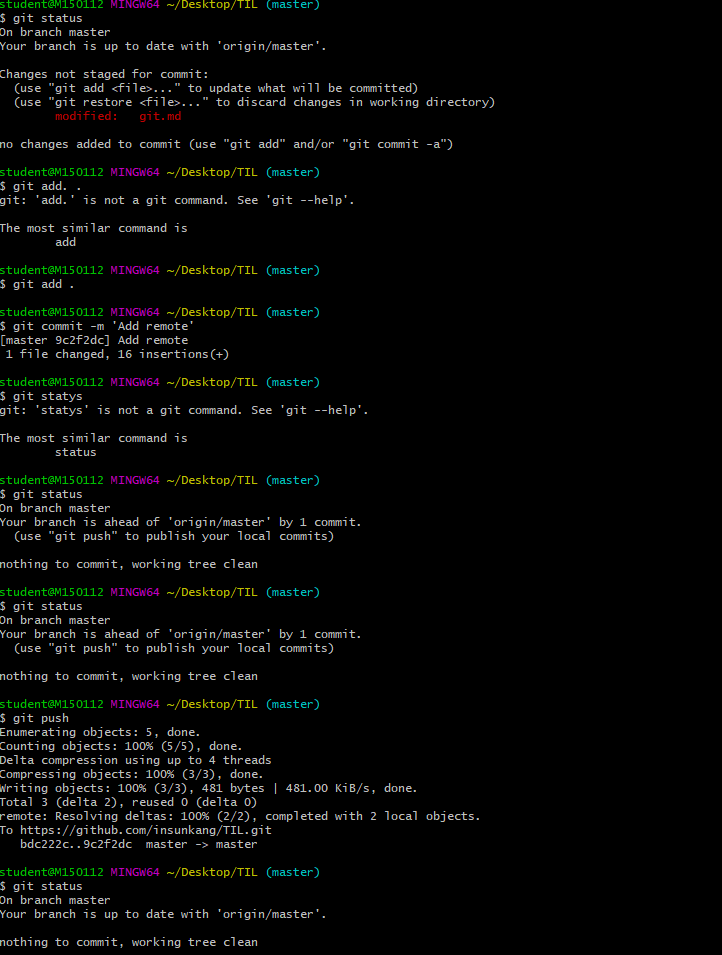 student@M150112 MINGW64 ~/Desktop/TIL (master)
$ git status
On branch master
Your branch is up to date with 'origin/master'.
Changes not staged for commit:
  (use "git add <file>..." to update what will be committed)
  (use "git restore <file>..." to discard changes in working directory)
        modified:   git.md
no changes added to commit (use "git add" and/or "git commit -a")
student@M150112 MINGW64 ~/Desktop/TIL (master)
$ git add. .
git: 'add.' is not a git command. See 'git --help'.
The most similar command is
        add
student@M150112 MINGW64 ~/Desktop/TIL (master)
$ git add .
student@M150112 MINGW64 ~/Desktop/TIL (master)
$ git commit -m 'Add remote'
[master 9c2f2dc] Add remote
 1 file changed, 16 insertions(+)
student@M150112 MINGW64 ~/Desktop/TIL (master)
$ git statys
git: 'statys' is not a git command. See 'git --help'.
The most similar command is
        status
student@M150112 MINGW64 ~/Desktop/TIL (master)
$ git status
On branch master
Your branch is ahead of 'origin/master' by 1 commit.
  (use "git push" to publish your local commits)
nothing to commit, working tree clean
student@M150112 MINGW64 ~/Desktop/TIL (master)
$ git status
On branch master
Your branch is ahead of 'origin/master' by 1 commit.
  (use "git push" to publish your local commits)
nothing to commit, working tree clean
student@M150112 MINGW64 ~/Desktop/TIL (master)
$ git push
Enumerating objects: 5, done.
Counting objects: 100% (5/5), done.
Delta compression using up to 4 threads
Compressing objects: 100% (3/3), done.
Writing objects: 100% (3/3), 481 bytes | 481.00 KiB/s, done.
Total 3 (delta 2), reused 0 (delta 0)
remote: Resolving deltas: 100% (2/2), completed with 2 local objects.
To https://github.com/insunkang/TIL.git
   bdc222c..9c2f2dc  master -> master
student@M150112 MINGW64 ~/Desktop/TIL (master)
$ git status
On branch master
Your branch is up to date with 'origin/master'.
nothing to commit, working tree clean